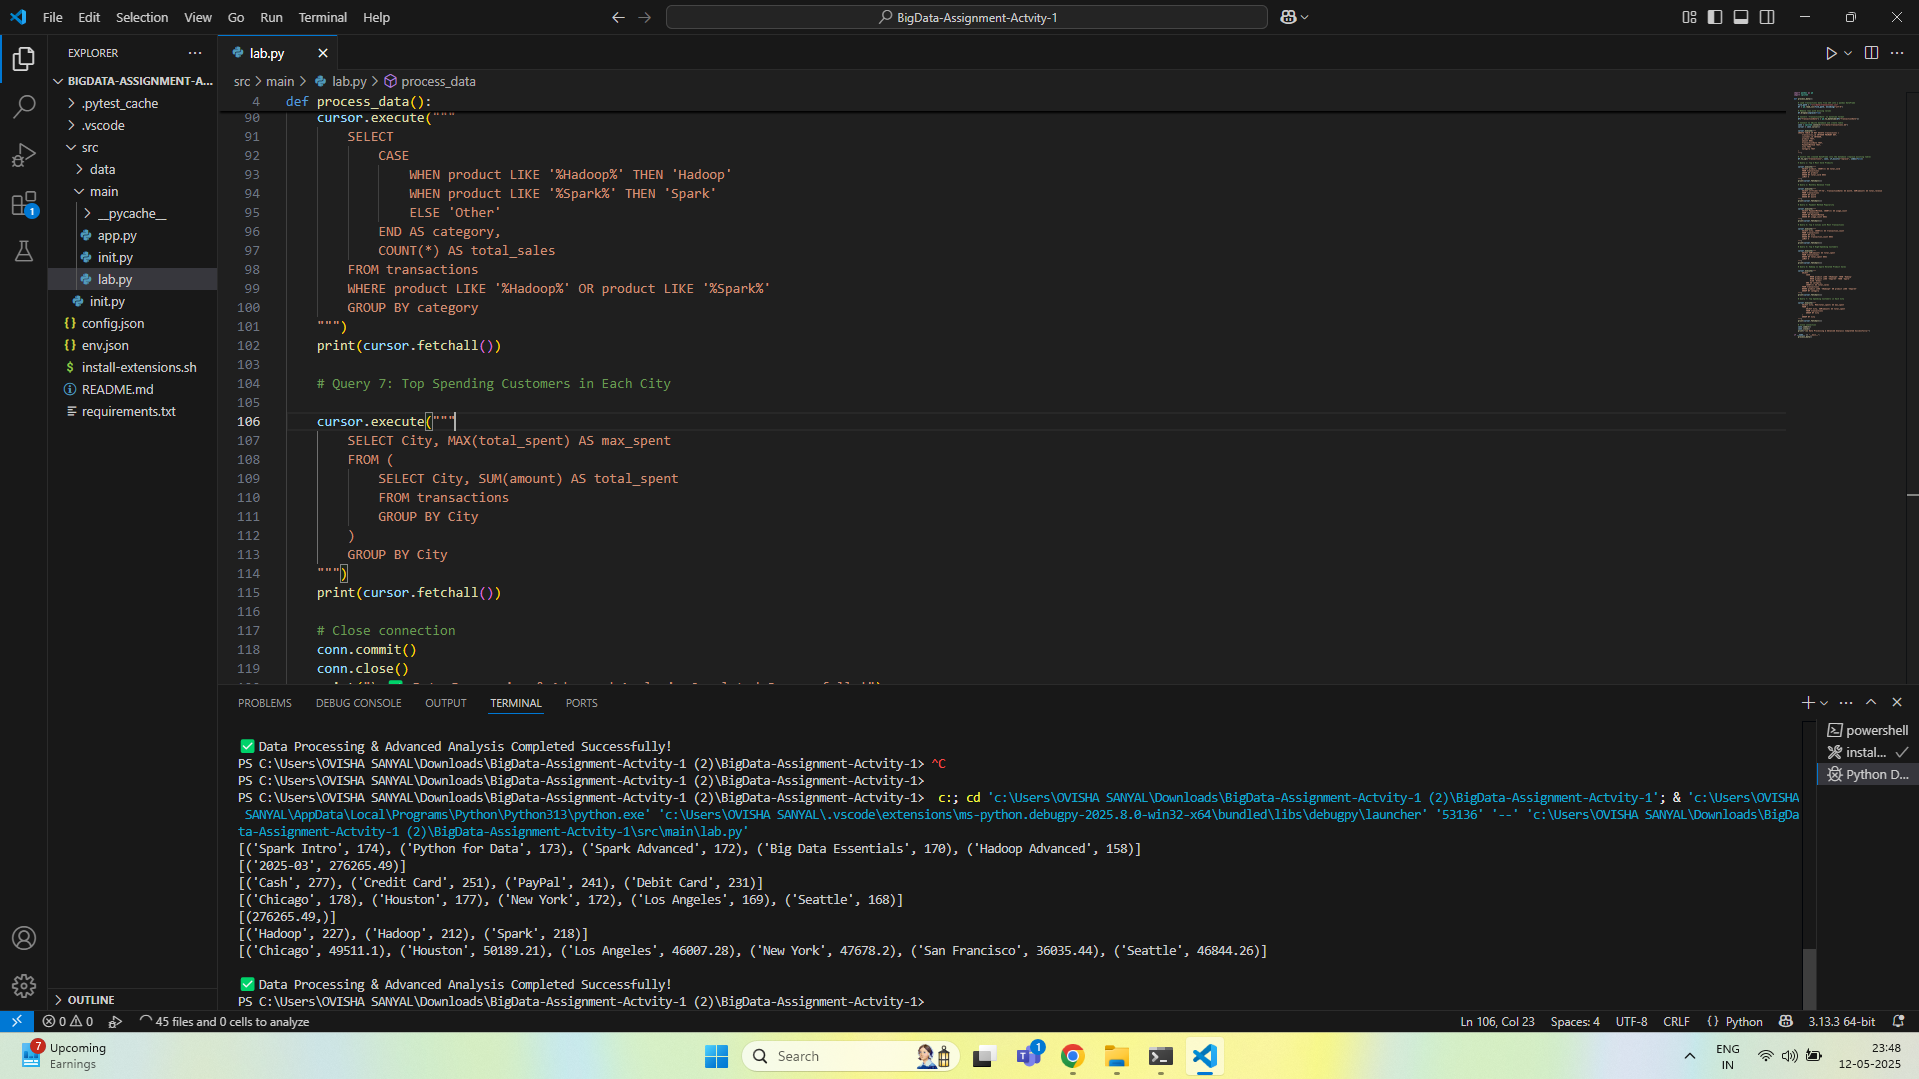 File Edit Selection View Go Run Terminal Help
BigData-Assignment-Actvity-1
EXPLORER
BIGDATA-ASSIGNMENT-A...
.pytest_cache
.vscode
src
data
main
__pycache__
app.py
init.py
lab.py
init.py
config.json
env.json
install-extensions.sh
README.md
requirements.txt
OUTLINE
1
lab.py
src > main > lab.py > process_data
4 def process_data():
90 cursor.execute("""
91 SELECT
92 CASE
93 WHEN product LIKE '%Hadoop%' THEN 'Hadoop'
94 WHEN product LIKE '%Spark%' THEN 'Spark'
95 ELSE 'Other'
96 END AS category,
97 COUNT(*) AS total_sales
98 FROM transactions
99 WHERE product LIKE '%Hadoop%' OR product LIKE '%Spark%'
100 GROUP BY category
101 """)
102 print(cursor.fetchall())
103
104 # Query 7: Top Spending Customers in Each City
105
106 cursor.execute("""
107 SELECT City, MAX(total_spent) AS max_spent
108 FROM (
109 SELECT City, SUM(amount) AS total_spent
110 FROM transactions
111 GROUP BY City
112 )
113 GROUP BY City
114 """)
115 print(cursor.fetchall())
116
117 # Close connection
118 conn.commit()
119 conn.close()
PROBLEMS DEBUG CONSOLE OUTPUT TERMINAL PORTS
✅ Data Processing & Advanced Analysis Completed Successfully!
PS C:\Users\OVISHA SANYAL\Downloads\BigData-Assignment-Actvity-1 (2)\BigData-Assignment-Actvity-1> ^C
PS C:\Users\OVISHA SANYAL\Downloads\BigData-Assignment-Actvity-1 (2)\BigData-Assignment-Actvity-1>
PS C:\Users\OVISHA SANYAL\Downloads\BigData-Assignment-Actvity-1 (2)\BigData-Assignment-Actvity-1> c:; cd 'c:\Users\OVISHA SANYAL\Downloads\BigData-Assignment-Actvity-1 (2)\BigData-Assignment-Actvity-1'; & 'c:\Users\OVISHA
SANYAL\AppData\Local\Programs\Python\Python313\python.exe' 'c:\Users\OVISHA SANYAL\.vscode\extensions\ms-python.debugpy-2025.8.0-win32-x64\bundled\libs\debugpy\launcher' '53136' '--' 'c:\Users\OVISHA SANYAL\Downloads\BigDa
ta-Assignment-Actvity-1 (2)\BigData-Assignment-Actvity-1\src\main\lab.py'
[('Spark Intro', 174), ('Python for Data', 173), ('Spark Advanced', 172), ('Big Data Essentials', 170), ('Hadoop Advanced', 158)]
[('2025-03', 276265.49)]
[('Cash', 277), ('Credit Card', 251), ('PayPal', 241), ('Debit Card', 231)]
[('Chicago', 178), ('Houston', 177), ('New York', 172), ('Los Angeles', 169), ('Seattle', 168)]
[(276265.49,)]
[('Hadoop', 227), ('Hadoop', 212), ('Spark', 218)]
[('Chicago', 49511.1), ('Houston', 50189.21), ('Los Angeles', 46007.28), ('New York', 47678.2), ('San Francisco', 36035.44), ('Seattle', 46844.26)]
✅ Data Processing & Advanced Analysis Completed Successfully!
PS C:\Users\OVISHA SANYAL\Downloads\BigData-Assignment-Actvity-1 (2)\BigData-Assignment-Actvity-1>
powershell
instal...
Python D...
0 0 45 files and 0 cells to analyze
Ln 106, Col 23 Spaces: 4 UTF-8 CRLF { } Python 3.13.3 64-bit
7
Upcoming
Earnings
Search
1
ENG
IN
23:48
12-05-2025